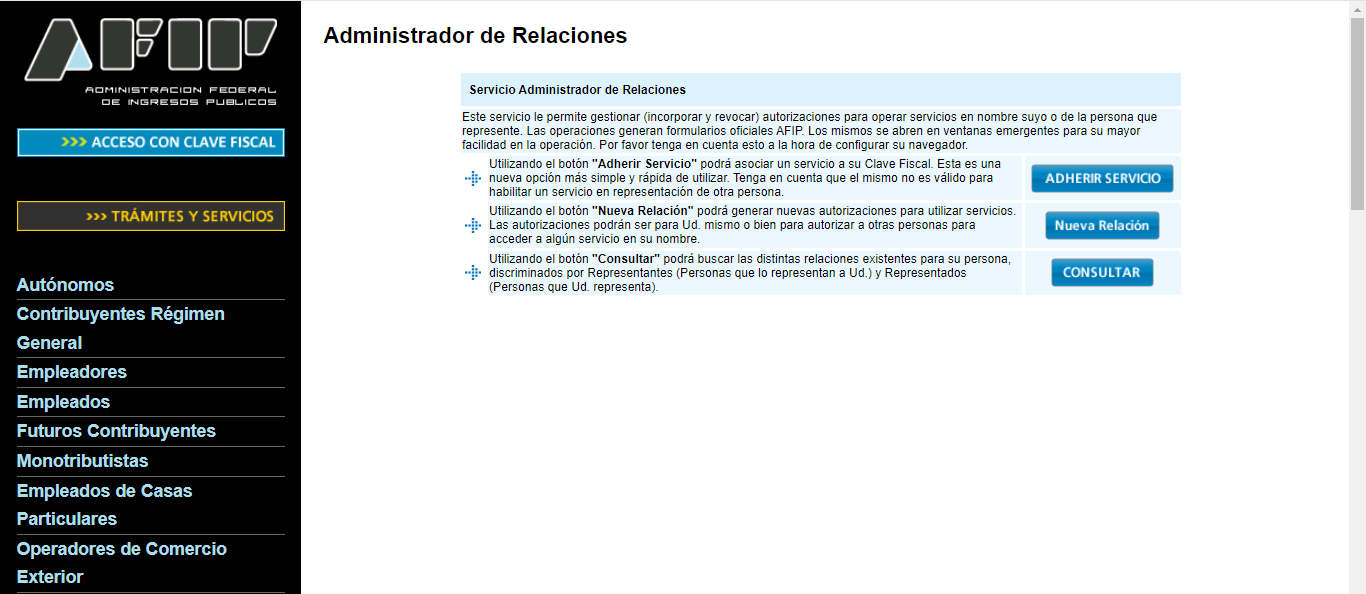 AFIP
ADMINISTRACION FEDERAL
DE INGRESOS PUBLICOS
>>> ACCESO CON CLAVE FISCAL
>>> TRÁMITES Y SERVICIOS
Autónomos
Contribuyentes Régimen
General
Empleadores
Empleados
Futuros Contribuyentes
Monotributistas
Empleados de Casas
Particulares
Operadores de Comercio
Exterior
Administrador de Relaciones
Servicio Administrador de Relaciones
Este servicio le permite gestionar (incorporar y revocar) autorizaciones para operar servicios en nombre suyo o de la persona que
represente. Las operaciones generan formularios oficiales AFIP. Los mismos se abren en ventanas emergentes para su mayor
facilidad en la operación. Por favor tenga en cuenta esto a la hora de configurar su navegador.
Utilizando el botón "Adherir Servicio" podrá asociar un servicio a su Clave Fiscal. Esta es una
nueva opción más simple y rápida de utilizar. Tenga en cuenta que el mismo no es válido para
habilitar un servicio en representación de otra persona.
ADHERIR SERVICIO
Utilizando el botón "Nueva Relación" podrá generar nuevas autorizaciones para utilizar servicios.
Las autorizaciones podrán ser para Ud. mismo o bien para autorizar a otras personas para
acceder a algún servicio en su nombre.
Nueva Relación
Utilizando el botón "Consultar" podrá buscar las distintas relaciones existentes para su persona,
discriminados por Representantes (Personas que lo representan a Ud.) y Representados
(Personas que Ud. representa).
CONSULTAR